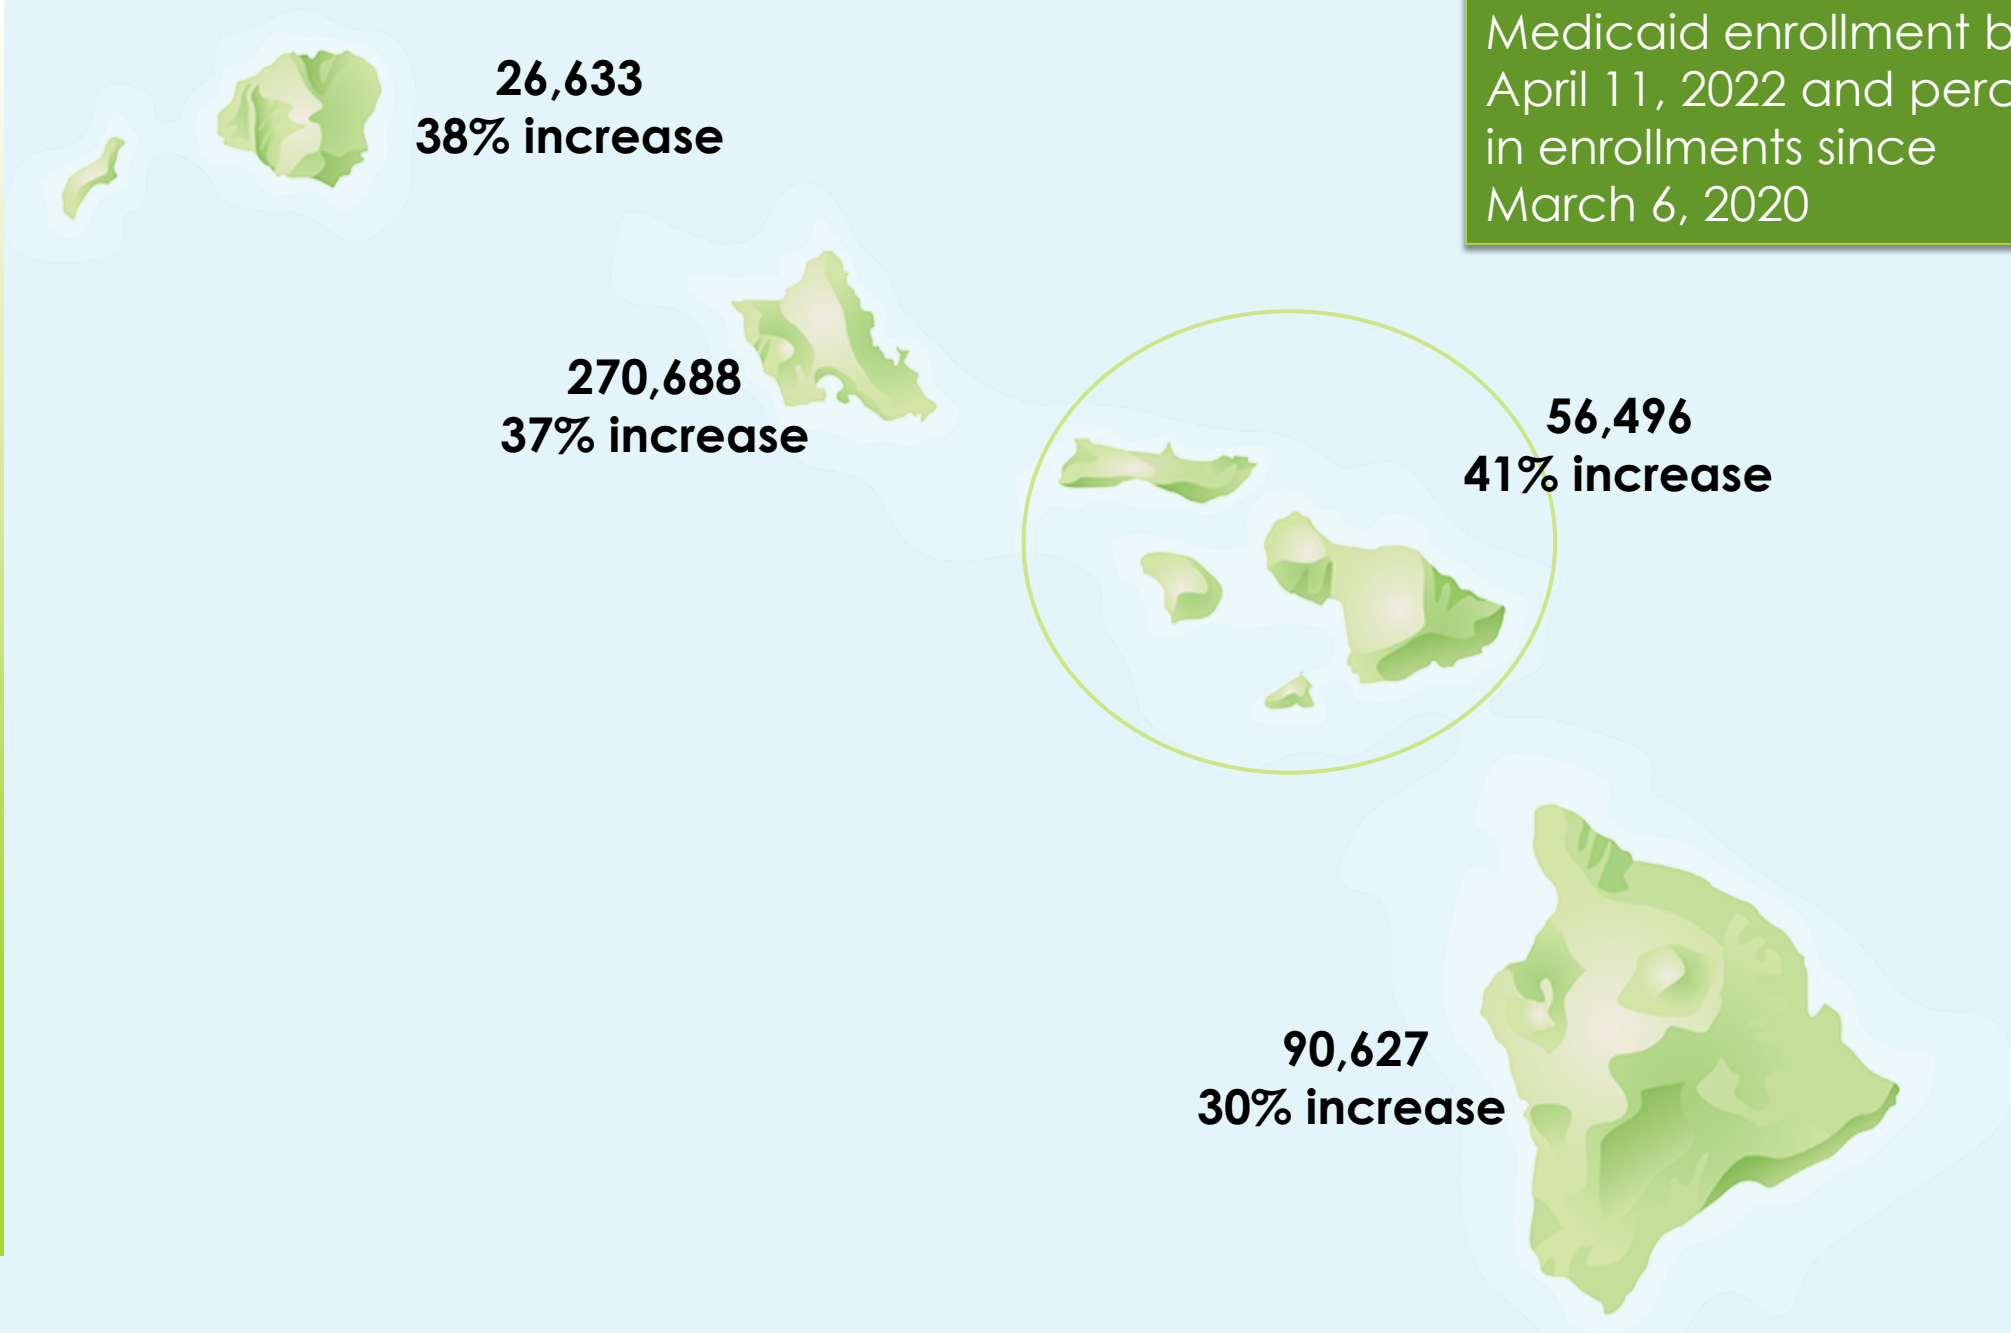 Medicaid enrollment
April 11, 2022 and
in enrollments since
March 6, 2020
26,633
38% increase
270,688
37% increase
56,496
41% increase
90,627
30% increase